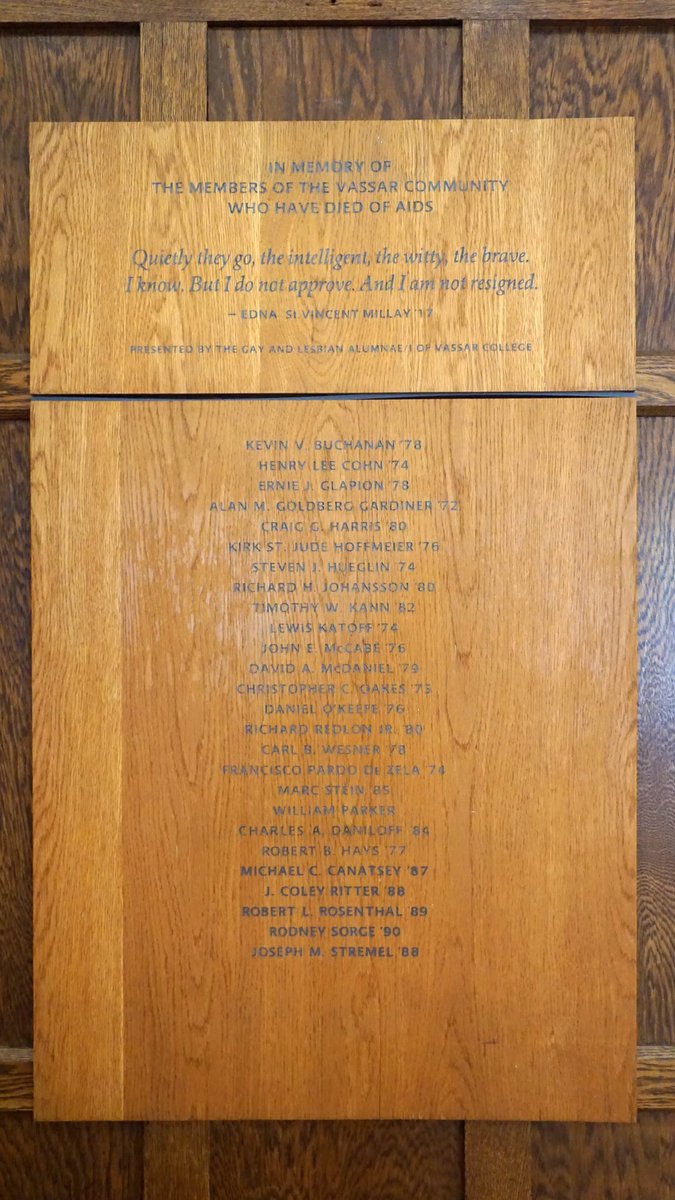 IN MEMORY OF
THE MEMBERS OF THE VASSAR COMMUNITY
WHO HAVE DIED OF AIDS
Quietly they go, the intelligent, the witty, the brave.
I know. But I do not approve. And I am not resigned.
– EDNA ST. VINCENT MILLAY '17
PRESENTED BY THE GAY AND LESBIAN ALUMNAE/I OF VASSAR COLLEGE
KEVIN V. BUCHANAN '78
HENRY LEE COHN '74
ERNIE J. GLAPION '78
ALAN M. GOLDBERG GARDINER '72
CRAIG G. HARRIS '80
KIRK ST. JUDE HOFFMEIER '76
STEVEN J. HUEGLIN '74
RICHARD H. JOHANSSON '80
TIMOTHY W. KANN '82
LEWIS KATOFF '74
JOHN E. McCABE '76
DAVID A. McDANIEL '79
CHRISTOPHER C. OAKES '75
DANIEL O'KEEFE '76
RICHARD REDLON JR. '80
CARL B. WESNER '78
FRANCISCO PARDO De ZELA '74
MARC STEIN '85
WILLIAM PARKER
CHARLES A. DANILOFF '84
ROBERT B. HAYS '77
MICHAEL C. CANATSEY '87
J. COLEY RITTER '88
ROBERT L. ROSENTHAL '89
RODNEY SORGE '90
JOSEPH M. STREMEL '88